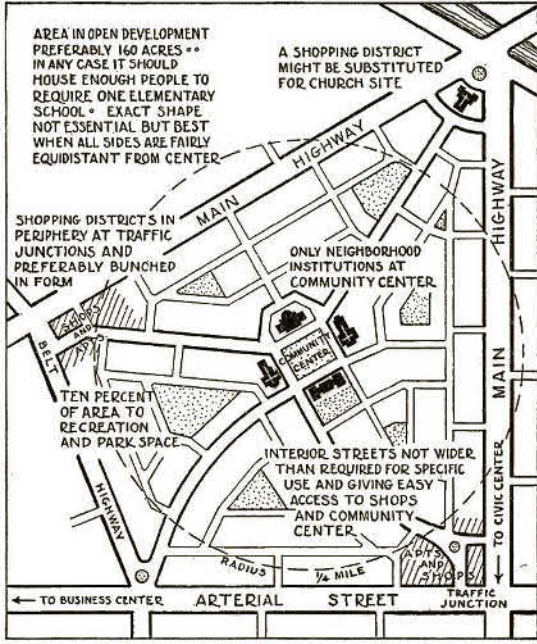 AREA IN OPEN DEVELOPMENT
PREFERABLY 160 ACRES • •
IN ANY CASE IT SHOULD
HOUSE ENOUGH PEOPLE TO
REQUIRE ONE ELEMENTARY
SCHOOL • EXACT SHAPE
NOT ESSENTIAL BUT BEST
WHEN ALL SIDES ARE FAIRLY
EQUIDISTANT FROM CENTER
A SHOPPING DISTRICT
MIGHT BE SUBSTITUTED
FOR CHURCH SITE
MAIN HIGHWAY
HIGHWAY
MAIN
SHOPPING DISTRICTS IN
PERIPHERY AT TRAFFIC
JUNCTIONS AND
PREFERABLY BUNCHED
IN FORM
ONLY NEIGHBORHOOD
INSTITUTIONS AT
COMMUNITY CENTER
SHOPS
AND
APTS
BELT
HIGHWAY
COMMUNITY
CENTER
TEN PERCENT
OF AREA TO
RECREATION
AND PARK SPACE
INTERIOR STREETS NOT WIDER
THAN REQUIRED FOR SPECIFIC
USE AND GIVING EASY
ACCESS TO SHOPS
AND COMMUNITY
CENTER
← TO CIVIC CENTER
RADIUS 1/4 MILE
APTS.
AND
SHOPS
TRAFFIC
JUNCTION
← TO BUSINESS CENTER
ARTERIAL STREET